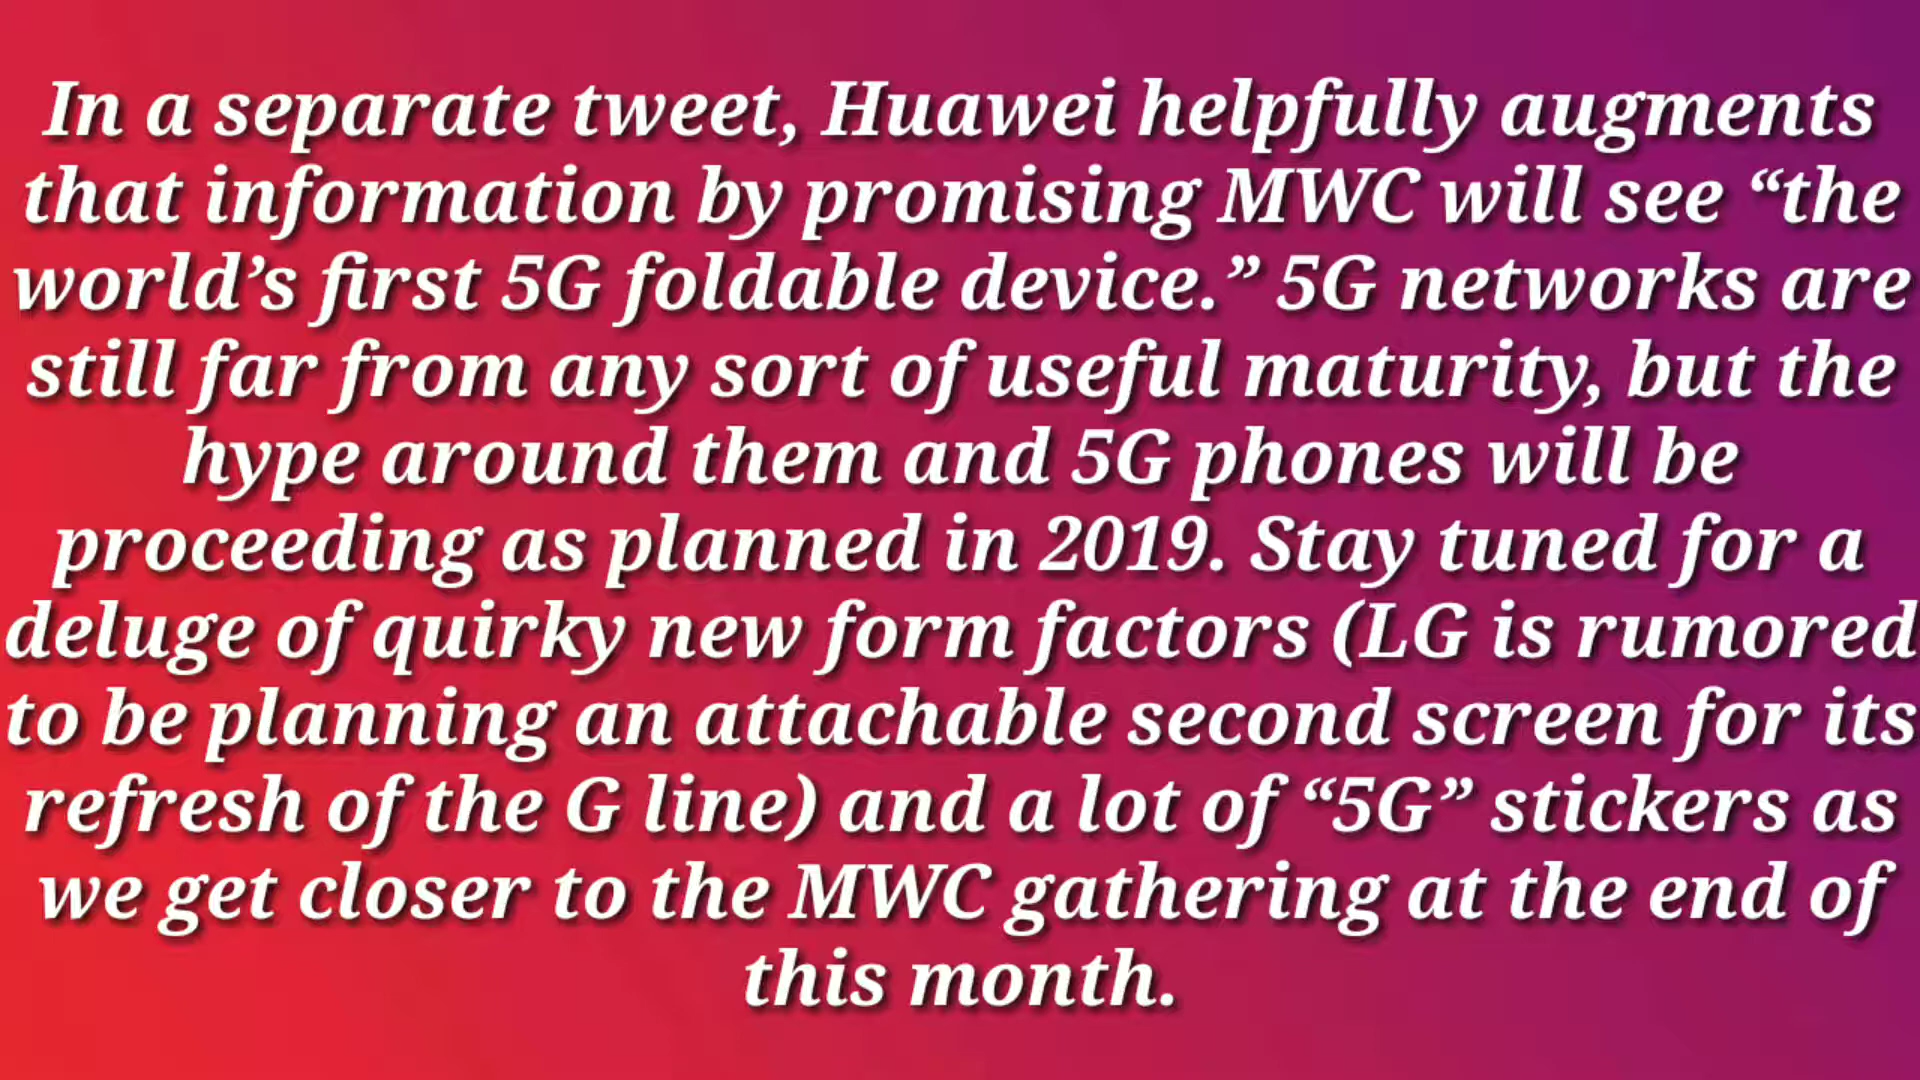 In a separate tweet, Huawei helpfully augments
that information by promising MWC will see “the
world’s first 5G foldable device.” 5G networks are
still far from any sort of useful maturity, but the
hype around them and 5G phones will be
proceeding as planned in 2019. Stay tuned for a
deluge of quirky new form factors (LG is rumored
to be planning an attachable second screen for its
refresh of the G line) and a lot of “5G” stickers as
we get closer to the MWC gathering at the end of
this month.